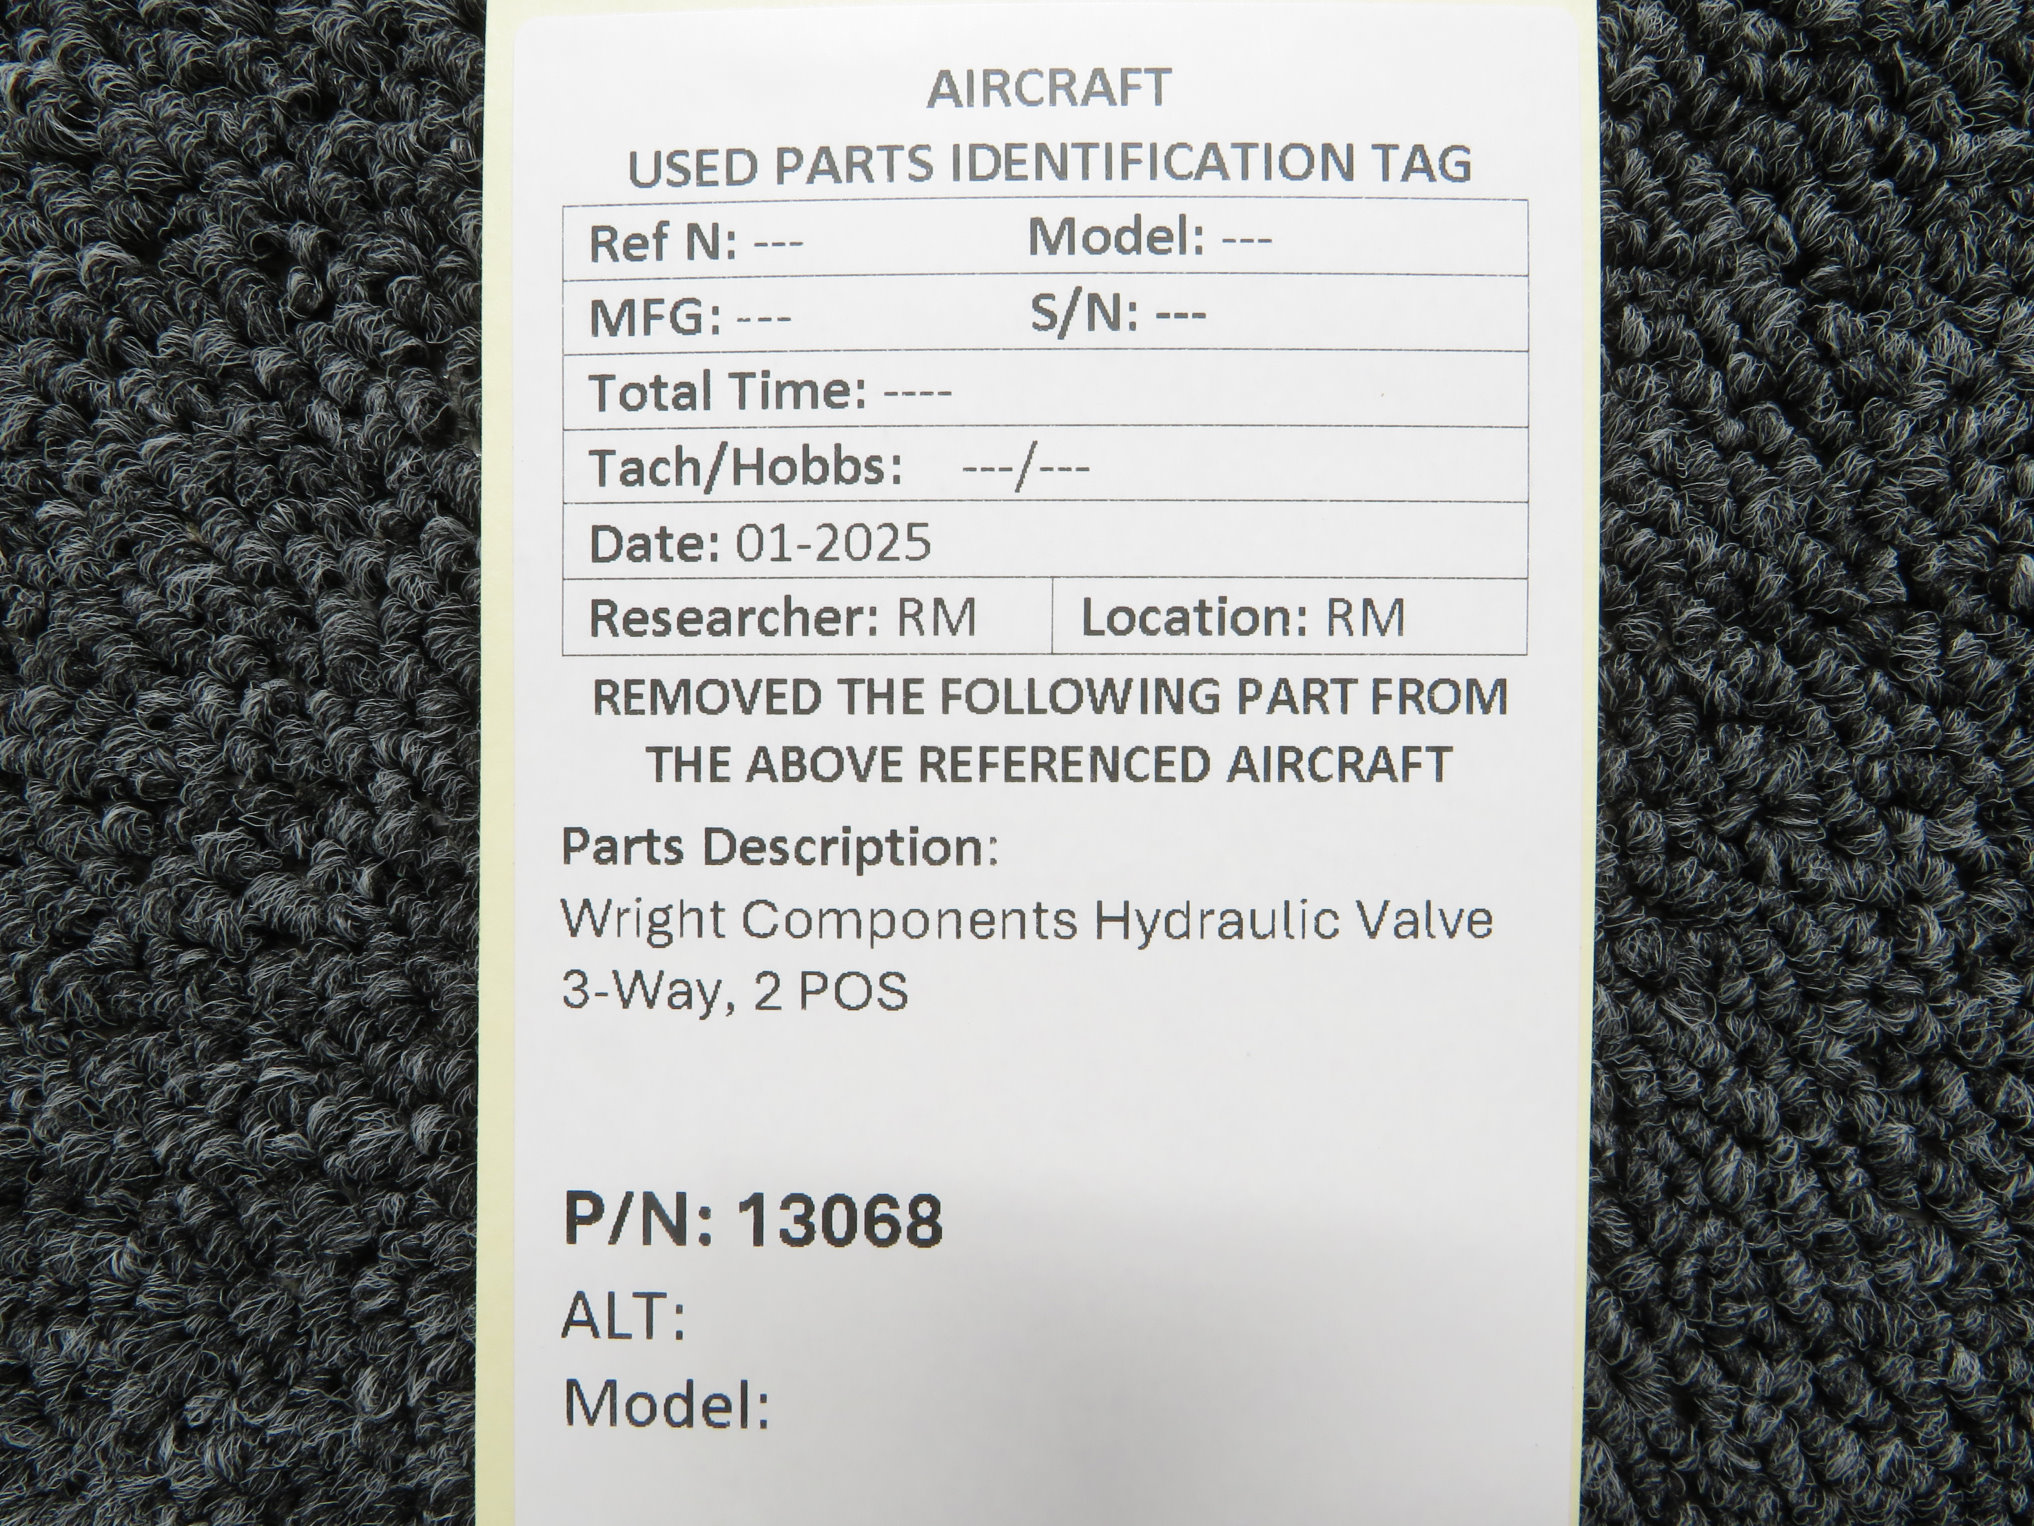 AIRCRAFT
USED PARTS IDENTIFICATION TAG
Ref N: --- Model: ---
MFG: --- S/N: ---
Total Time: ----
Tach/Hobbs: ---/---
Date: 01-2025
Researcher: RM Location: RM
REMOVED THE FOLLOWING PART FROM
THE ABOVE REFERENCED AIRCRAFT
Parts Description:
Wright Components Hydraulic Valve
3-Way, 2 POS
P/N: 13068
ALT:
Model: